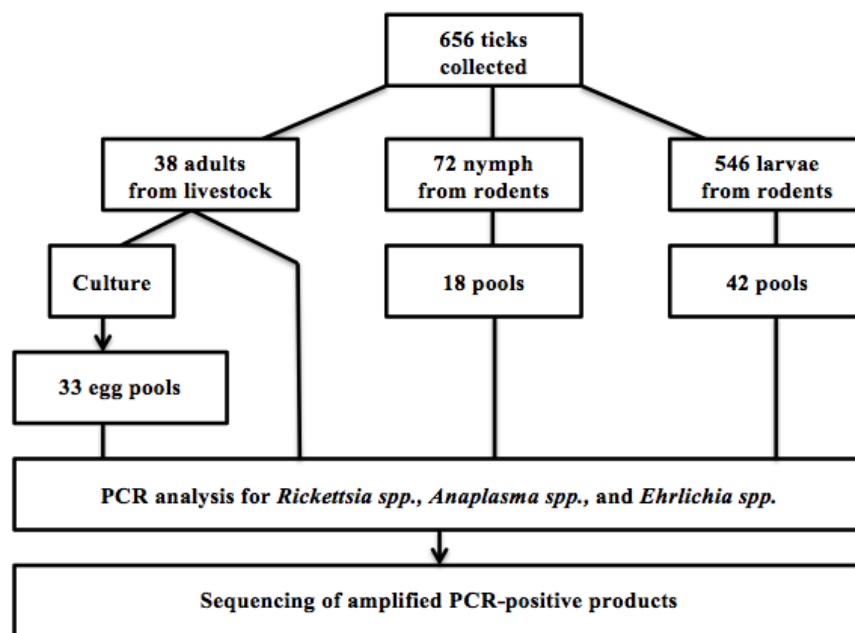 656 ticks
collected
38 adults
from livestock
72 nymph
from rodents
546 larvae
from rodents
Culture
18 pools
42 pools
33 egg pools
PCR analysis for Rickettsia spp., Anaplasma spp., and Ehrlichia spp.
Sequencing of amplified PCR-positive products